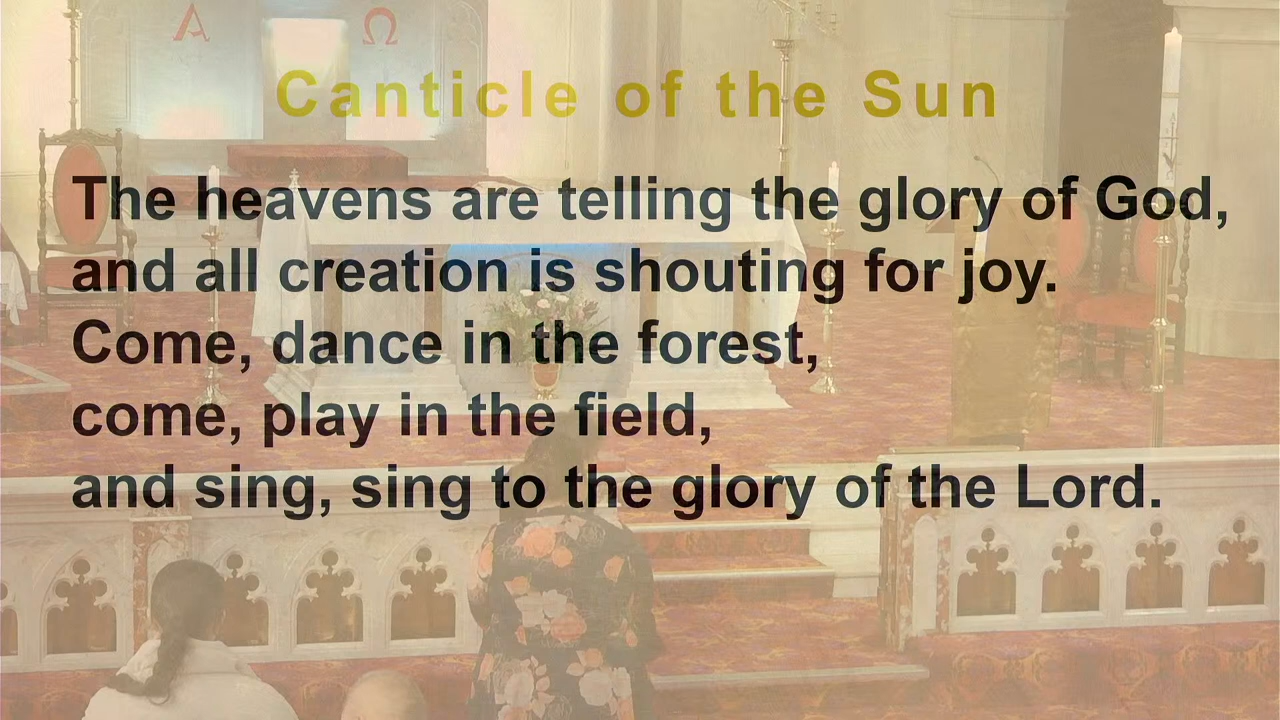 Α Ω
Canticle of the Sun
The heavens are telling the glory of God,
and all creation is shouting for joy.
Come, dance in the forest,
come, play in the field,
and sing, sing to the glory of the Lord.